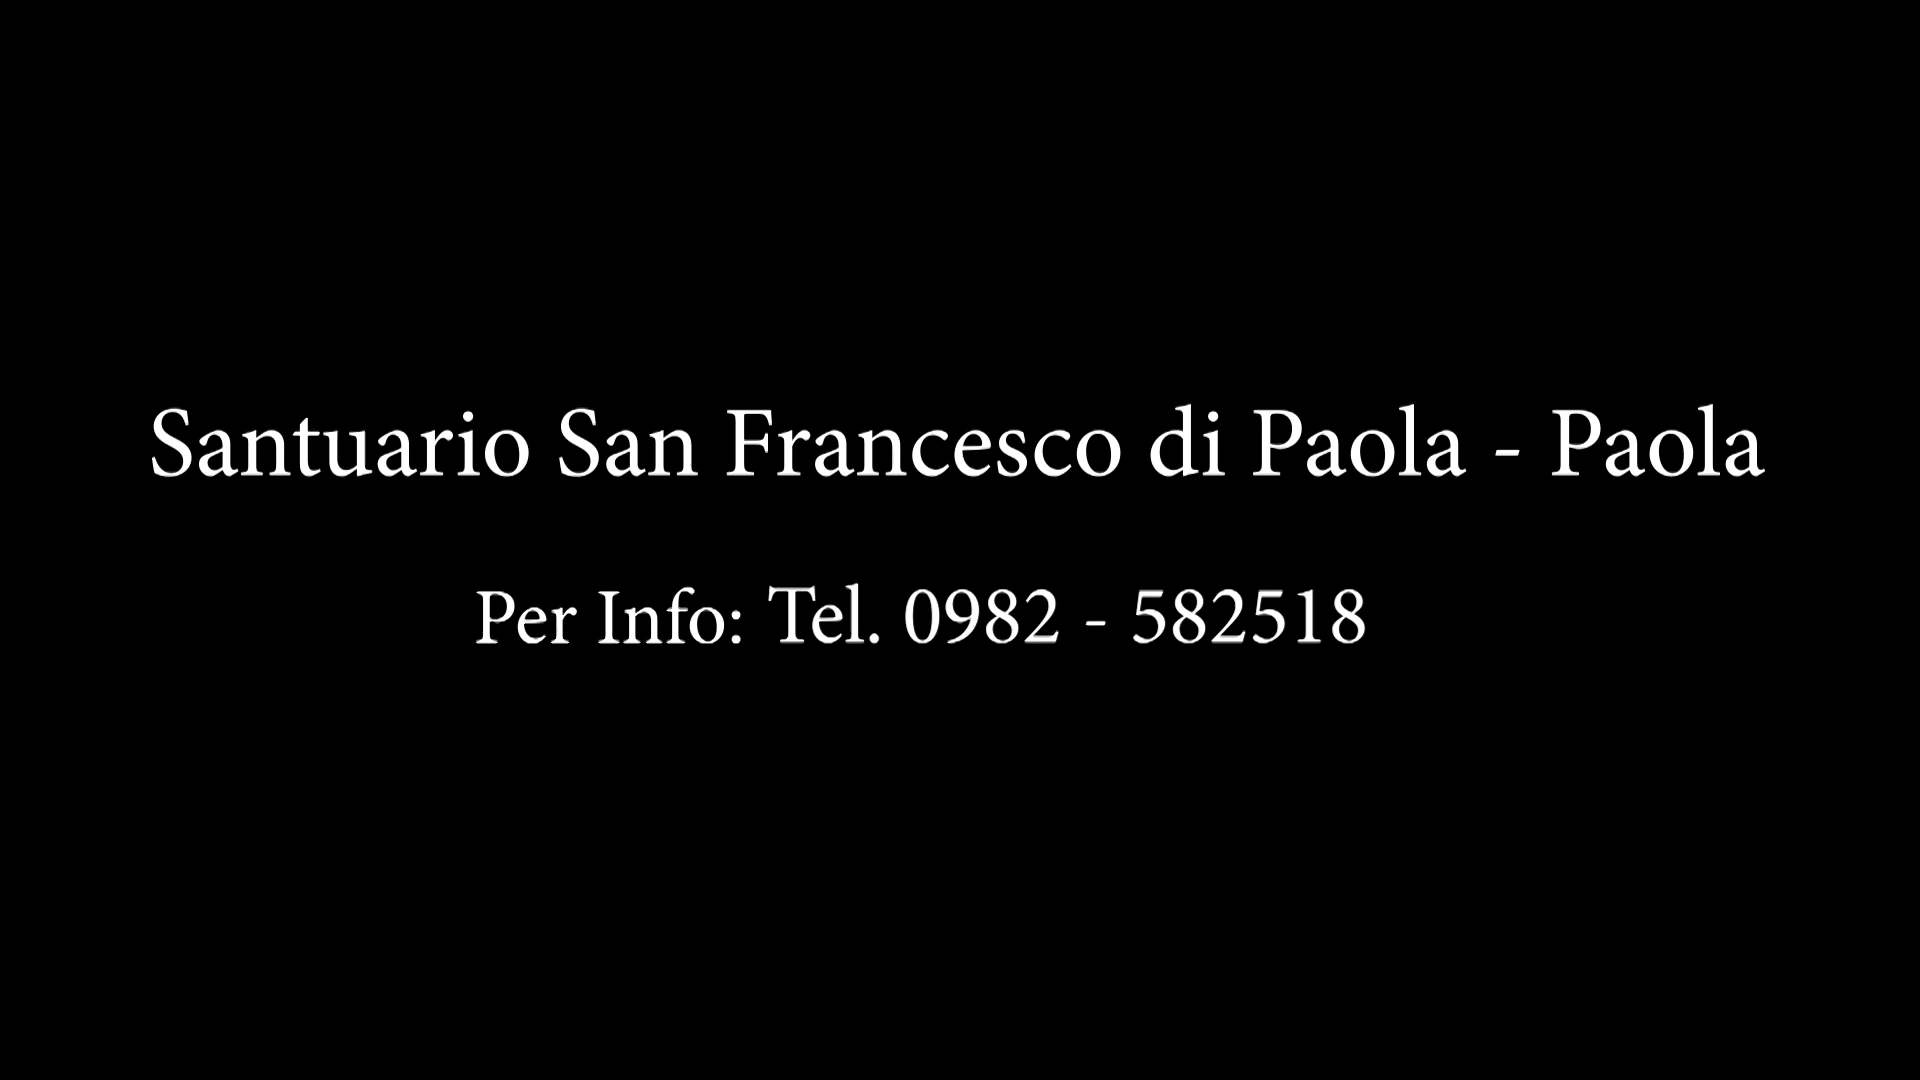 Santuario San Francesco di Paola - Paola
Per Info: Tel. 0982 - 582518